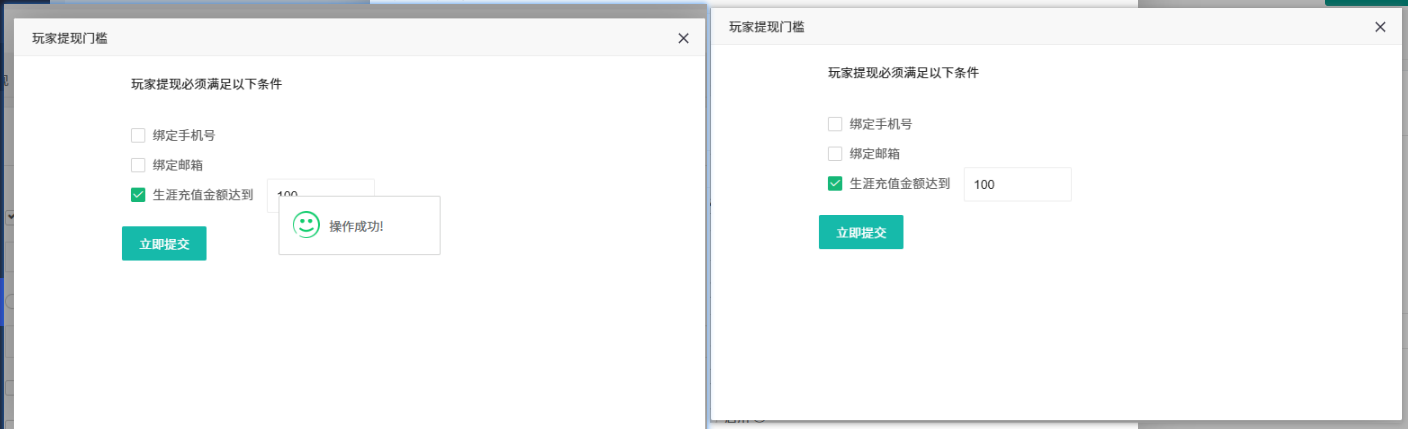 玩家提现门槛
玩家提现必须满足以下条件
绑定手机号
绑定邮箱
生涯充值金额达到 100
操作成功!
立即提交
玩家提现门槛
玩家提现必须满足以下条件
绑定手机号
绑定邮箱
生涯充值金额达到 100
立即提交